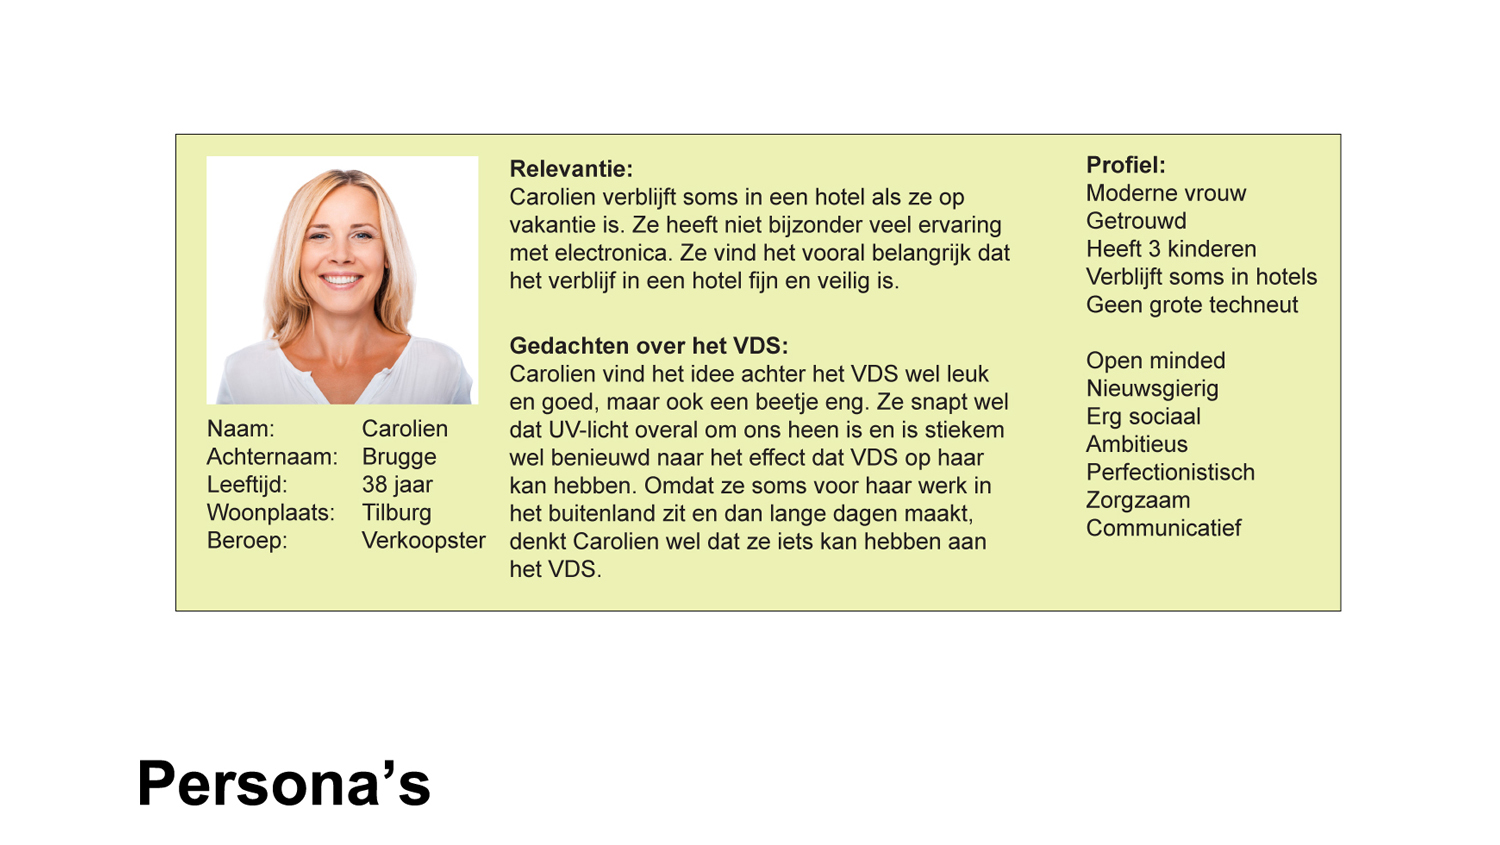 Naam: Carolien
Achternaam: Brugge
Leeftijd: 38 jaar
Woonplaats: Tilburg
Beroep: Verkoopster
Relevantie:
Carolien verblijft soms in een hotel als ze op
vakantie is. Ze heeft niet bijzonder veel ervaring
met electronica. Ze vind het vooral belangrijk dat
het verblijf in een hotel fijn en veilig is.
Gedachten over het VDS:
Carolien vind het idee achter het VDS wel leuk
en goed, maar ook een beetje eng. Ze snapt wel
dat UV-licht overal om ons heen is en is stiekem
wel benieuwd naar het effect dat VDS op haar
kan hebben. Omdat ze soms voor haar werk in
het buitenland zit en dan lange dagen maakt,
denkt Carolien wel dat ze iets kan hebben aan
het VDS.
Profiel:
Moderne vrouw
Getrouwd
Heeft 3 kinderen
Verblijft soms in hotels
Geen grote techneut
Open minded
Nieuwsgierig
Erg sociaal
Ambitieus
Perfectionistisch
Zorgzaam
Communicatief
Persona’s